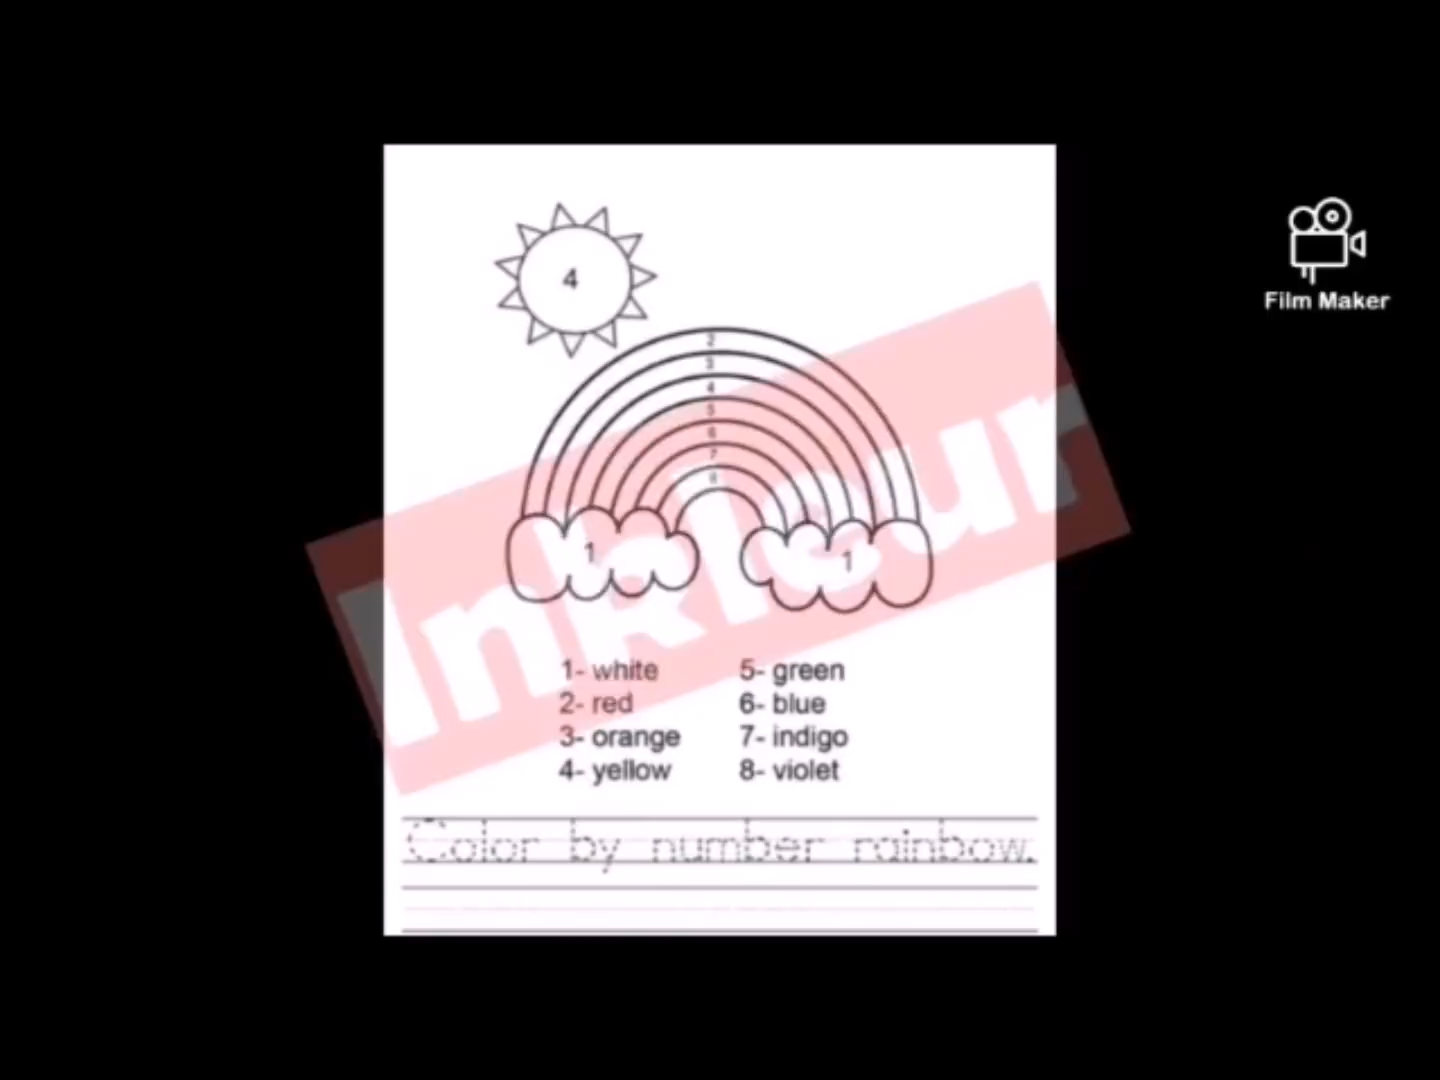 4
Film Maker
2
3
4
5
6
7
8
1
1
Inklour
1- white
5- green
2- red
6- blue
3- orange
7- indigo
4- yellow
8- violet
Color by number rainbow.